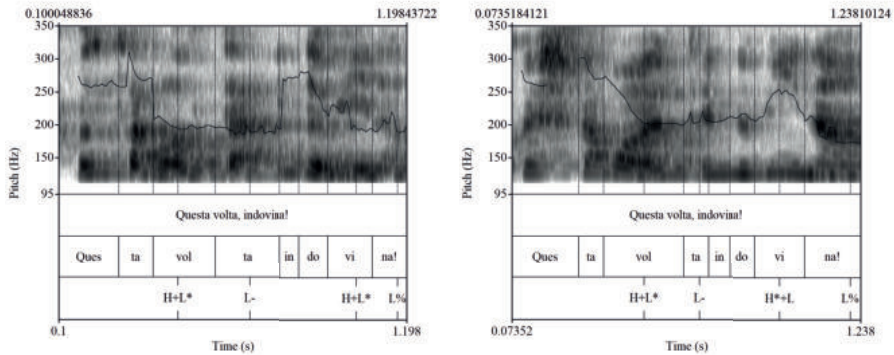 0.100048836 1.19843722
350
300
250
200
150
95
Pitch (Hz)
Questa volta, indovina!
Ques ta vol ta in do vi na!
H+L* L- H+L* L%
0.1 1.198
Time (s)
0.0735184121 1.23810124
350
300
250
200
150
95
Pitch (Hz)
Questa volta, indovina!
Ques ta vol ta in do vi na!
H+L* L- H*+L L%
0.07352 1.238
Time (s)